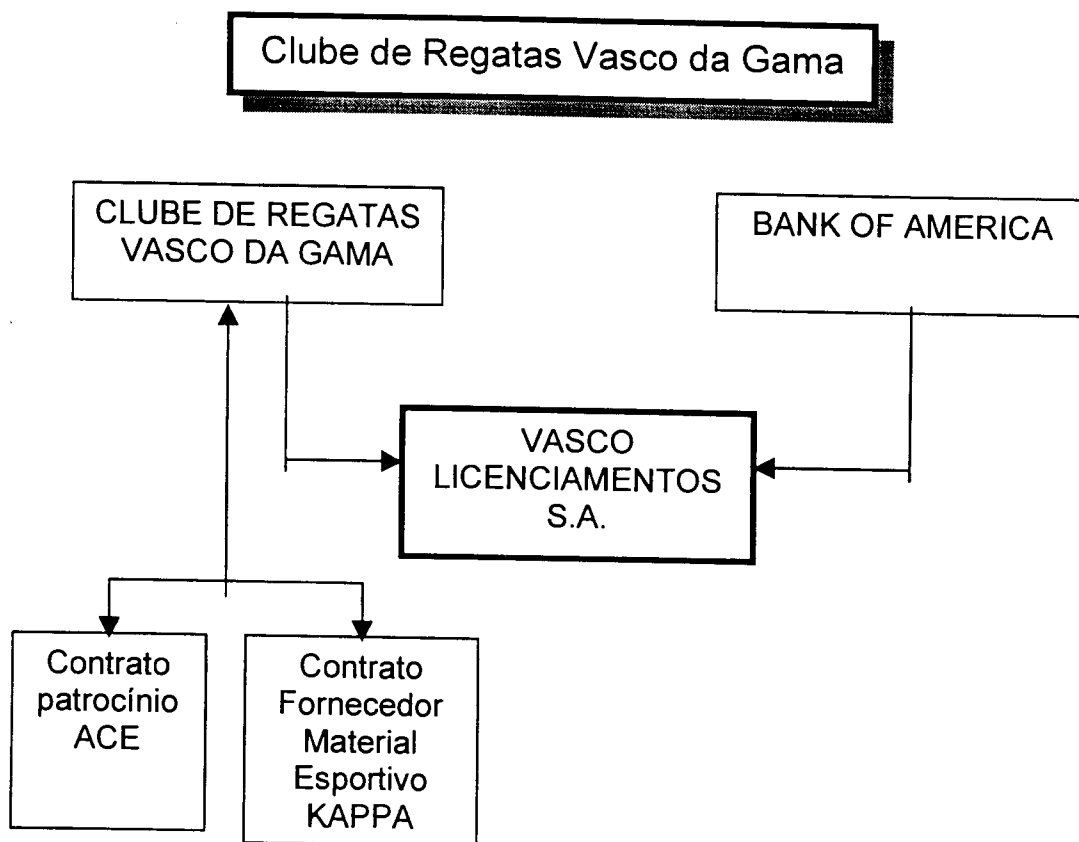 Clube de Regatas Vasco da Gama
CLUBE DE REGATAS
VASCO DA GAMA
BANK OF AMERICA
VASCO
LICENCIAMENTOS
S.A.
Contrato
patrocínio
ACE
Contrato
Fornecedor
Material
Esportivo
KAPPA